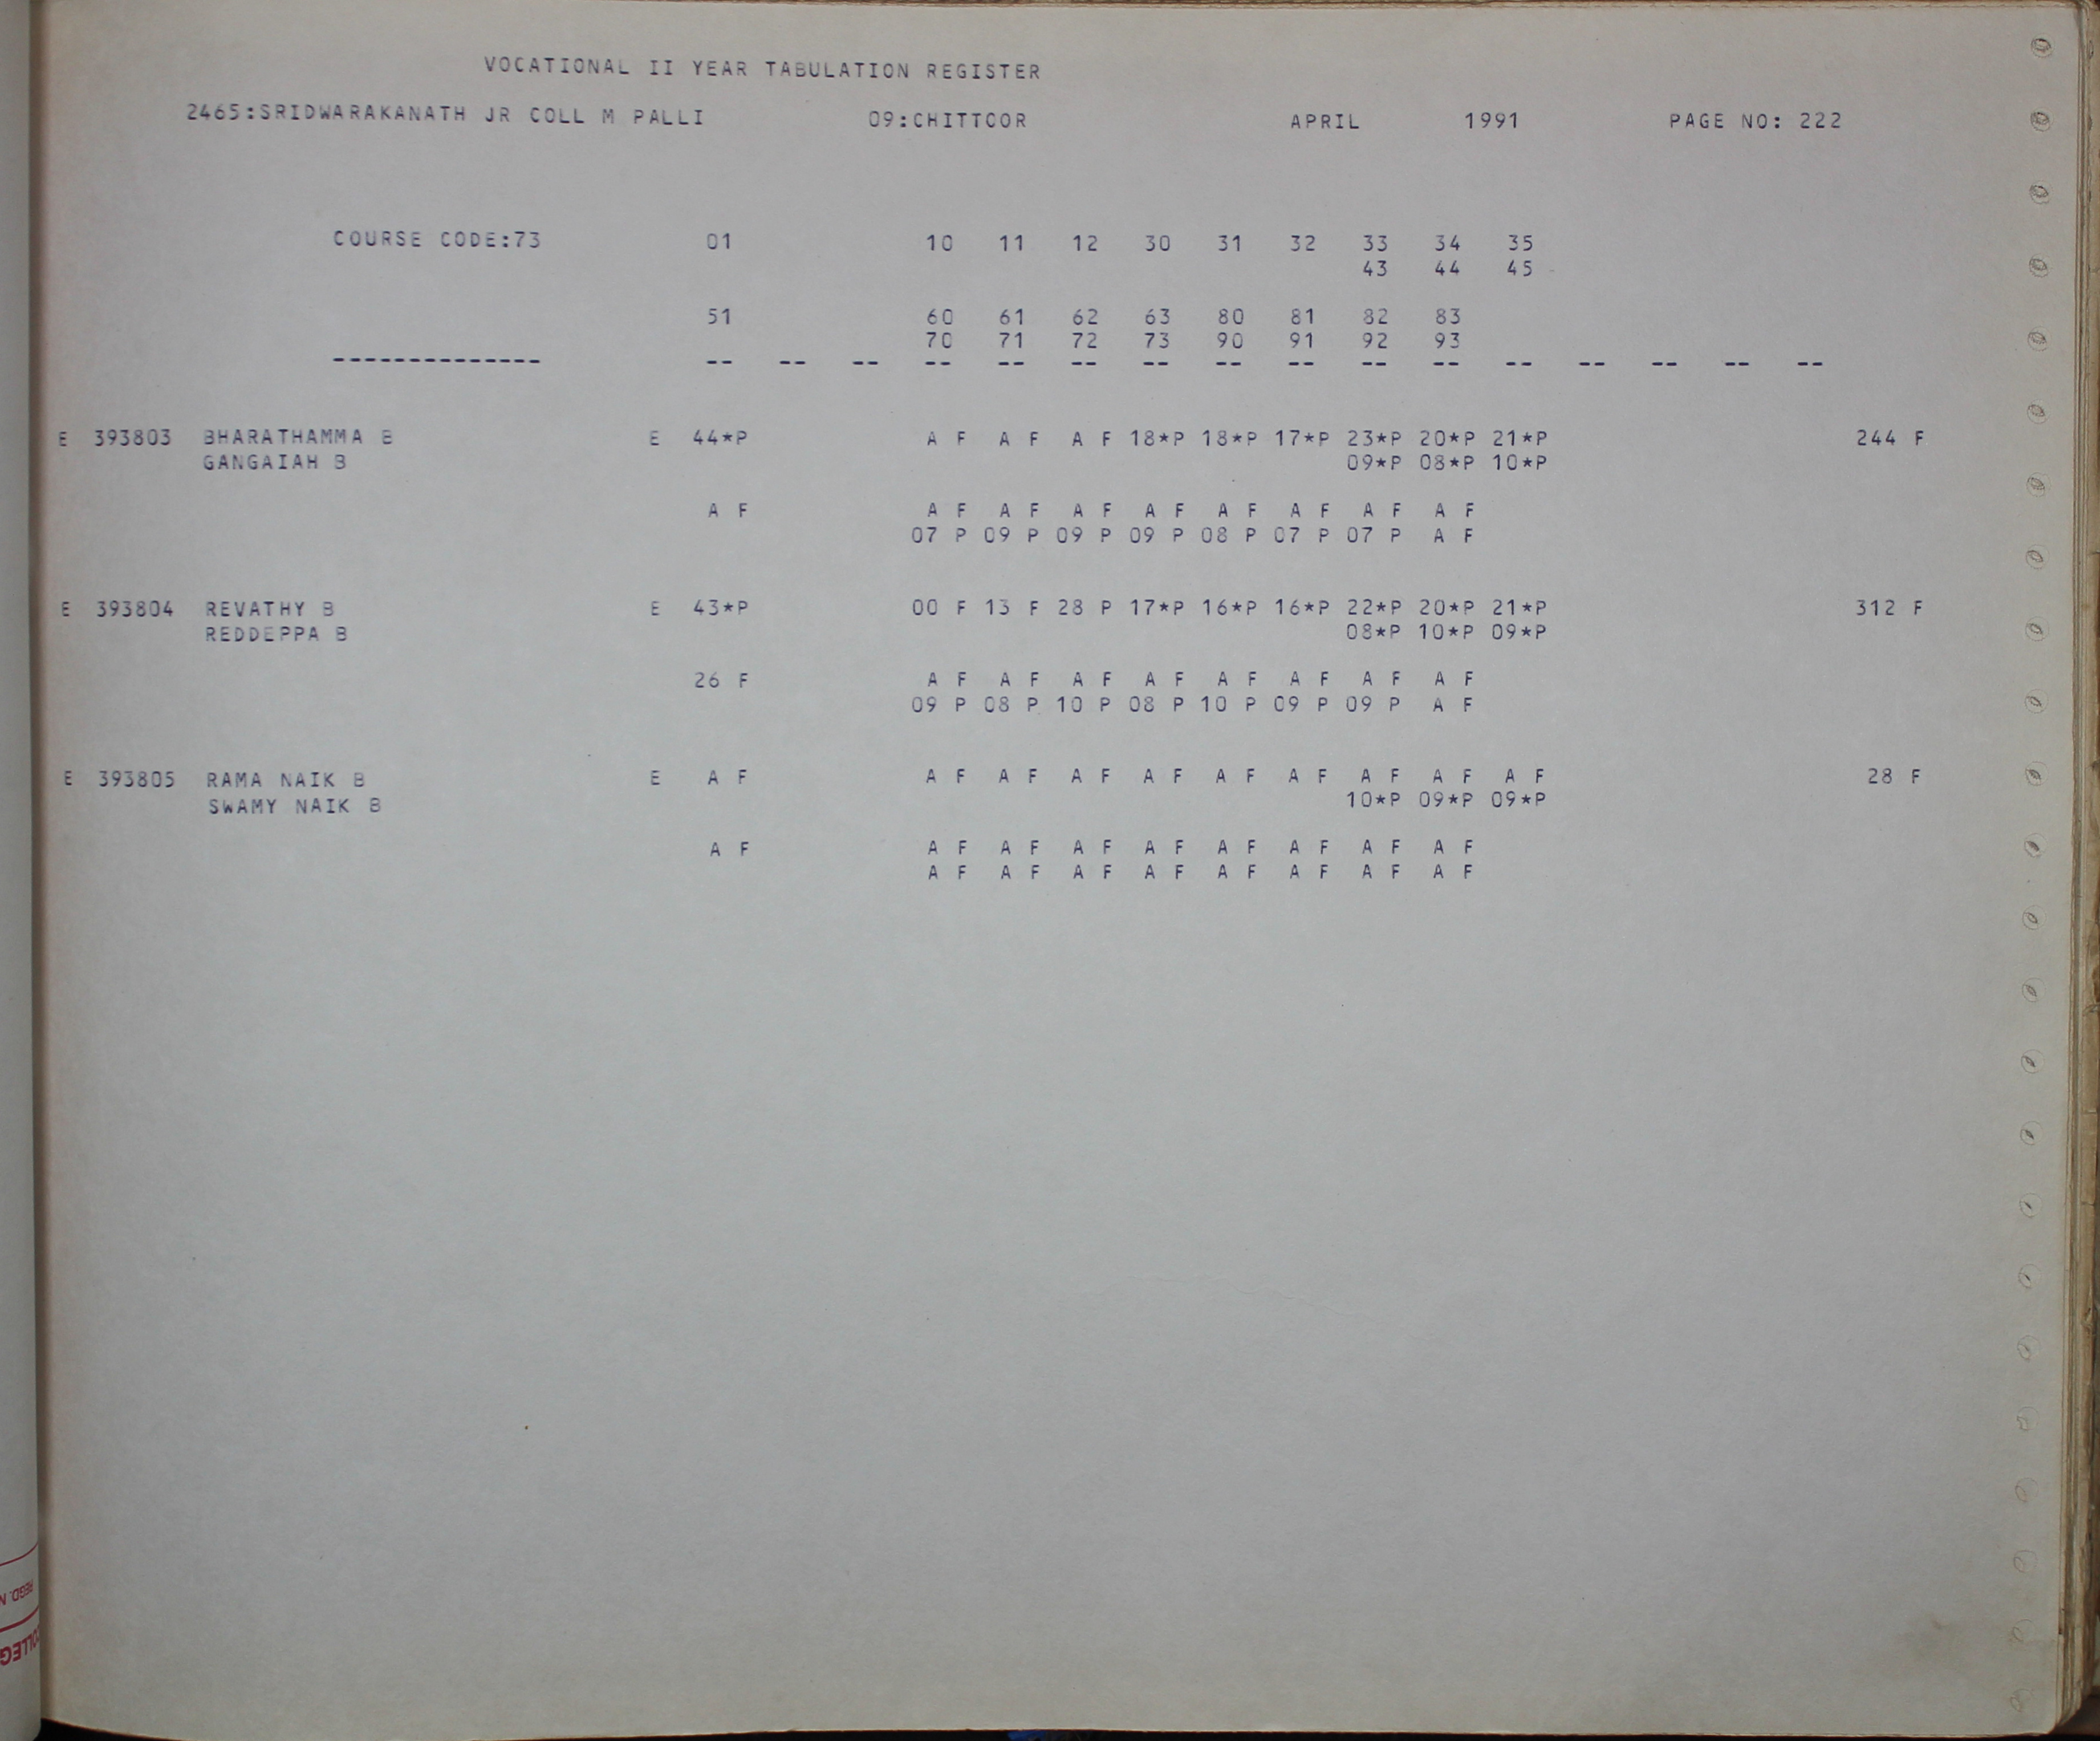 VOCATIONAL II YEAR TABULATION REGISTER
2465:SRIDWARAKANATH JR COLL M PALLI 09:CHITTOOR APRIL 1991 PAGE NO: 222
COURSE CODE:73 01 10 11 12 30 31 32 33 34 35
43 44 45
51 60 61 62 63 80 81 82 83
70 71 72 73 90 91 92 93
-------------- -- -- -- -- -- -- -- -- -- -- -- -- -- -- -- --
E 393803 BHARATHAMMA B E 44*P A F A F A F 18*P 18*P 17*P 23*P 20*P 21*P 244 F
GANGAIAH B 09*P 08*P 10*P
A F A F A F A F A F A F A F A F A F
07 P 09 P 09 P 09 P 08 P 07 P 07 P A F
E 393804 REVATHY B E 43*P 00 F 13 F 28 P 17*P 16*P 16*P 22*P 20*P 21*P 312 F
REDDEPPA B 08*P 10*P 09*P
26 F A F A F A F A F A F A F A F A F
09 P 08 P 10 P 08 P 10 P 09 P 09 P A F
E 393805 RAMA NAIK B E A F A F A F A F A F A F A F A F A F A F 28 F
SWAMY NAIK B 10*P 09*P 09*P
A F A F A F A F A F A F A F A F A F
A F A F A F A F A F A F A F A F
REGD. N
OLLEG